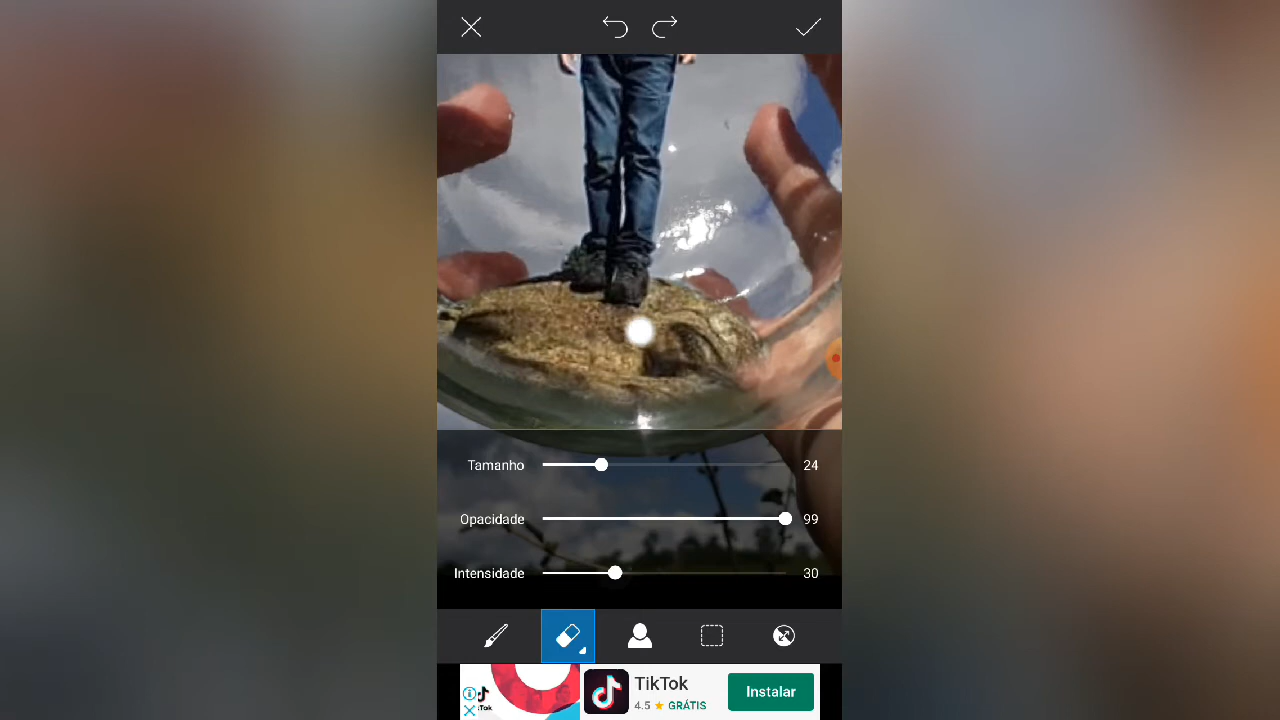 Tamanho 24
Opacidade 99
Intensidade 30
TikTok
4.5 ★ GRÁTIS
Instalar